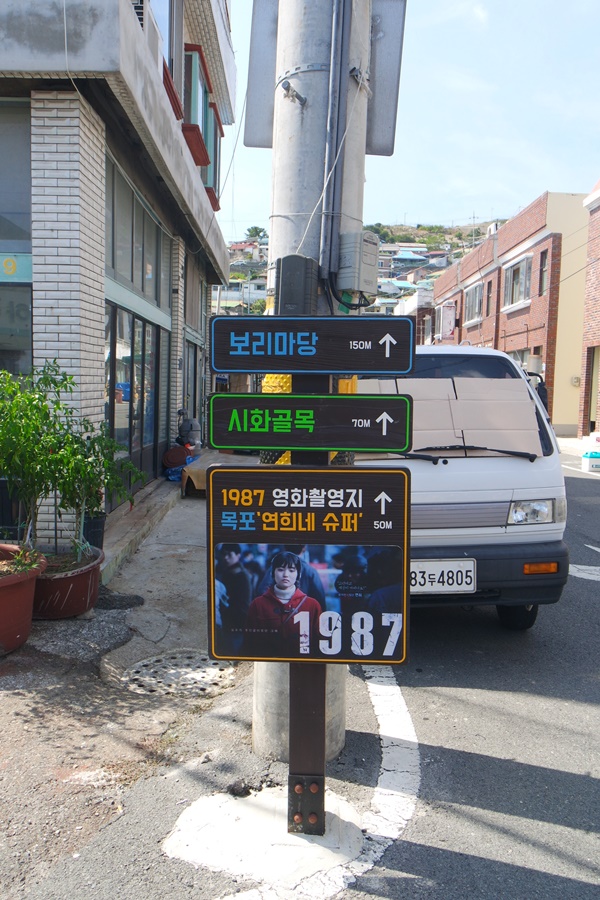 보리마당 150M
시화골목 70M
1987 영화촬영지
목포'연희네 슈퍼' 50M
1987
83두4805